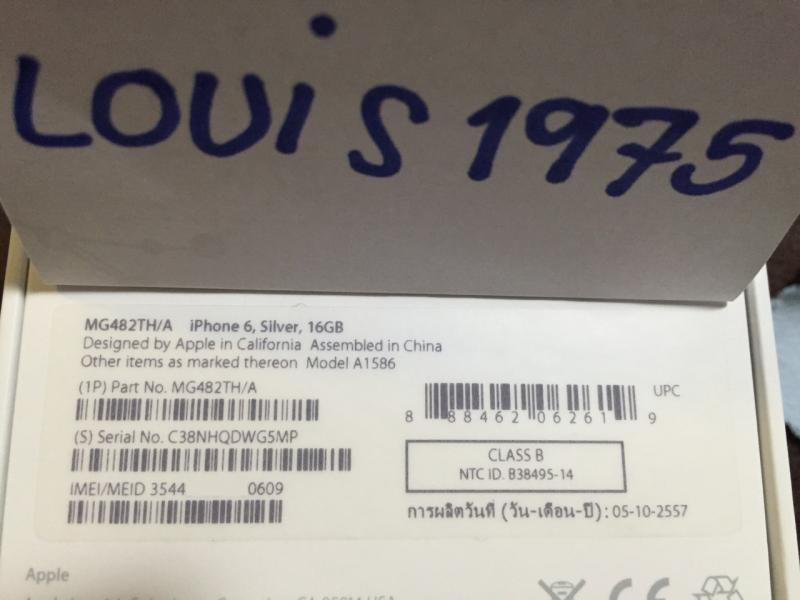 Louis 1975
MG482TH/A iPhone 6, Silver, 16GB
Designed by Apple in California Assembled in China
Other items as marked thereon Model A1586
(1P) Part No. MG482TH/A
8 88462 06261 9 UPC
(S) Serial No. C38NHQDWG5MP
CLASS B
NTC ID. B38495-14
IMEI/MEID 3544 0609
การผลิตวันที่ (วัน-เดือน-ปี): 05-10-2557
Apple